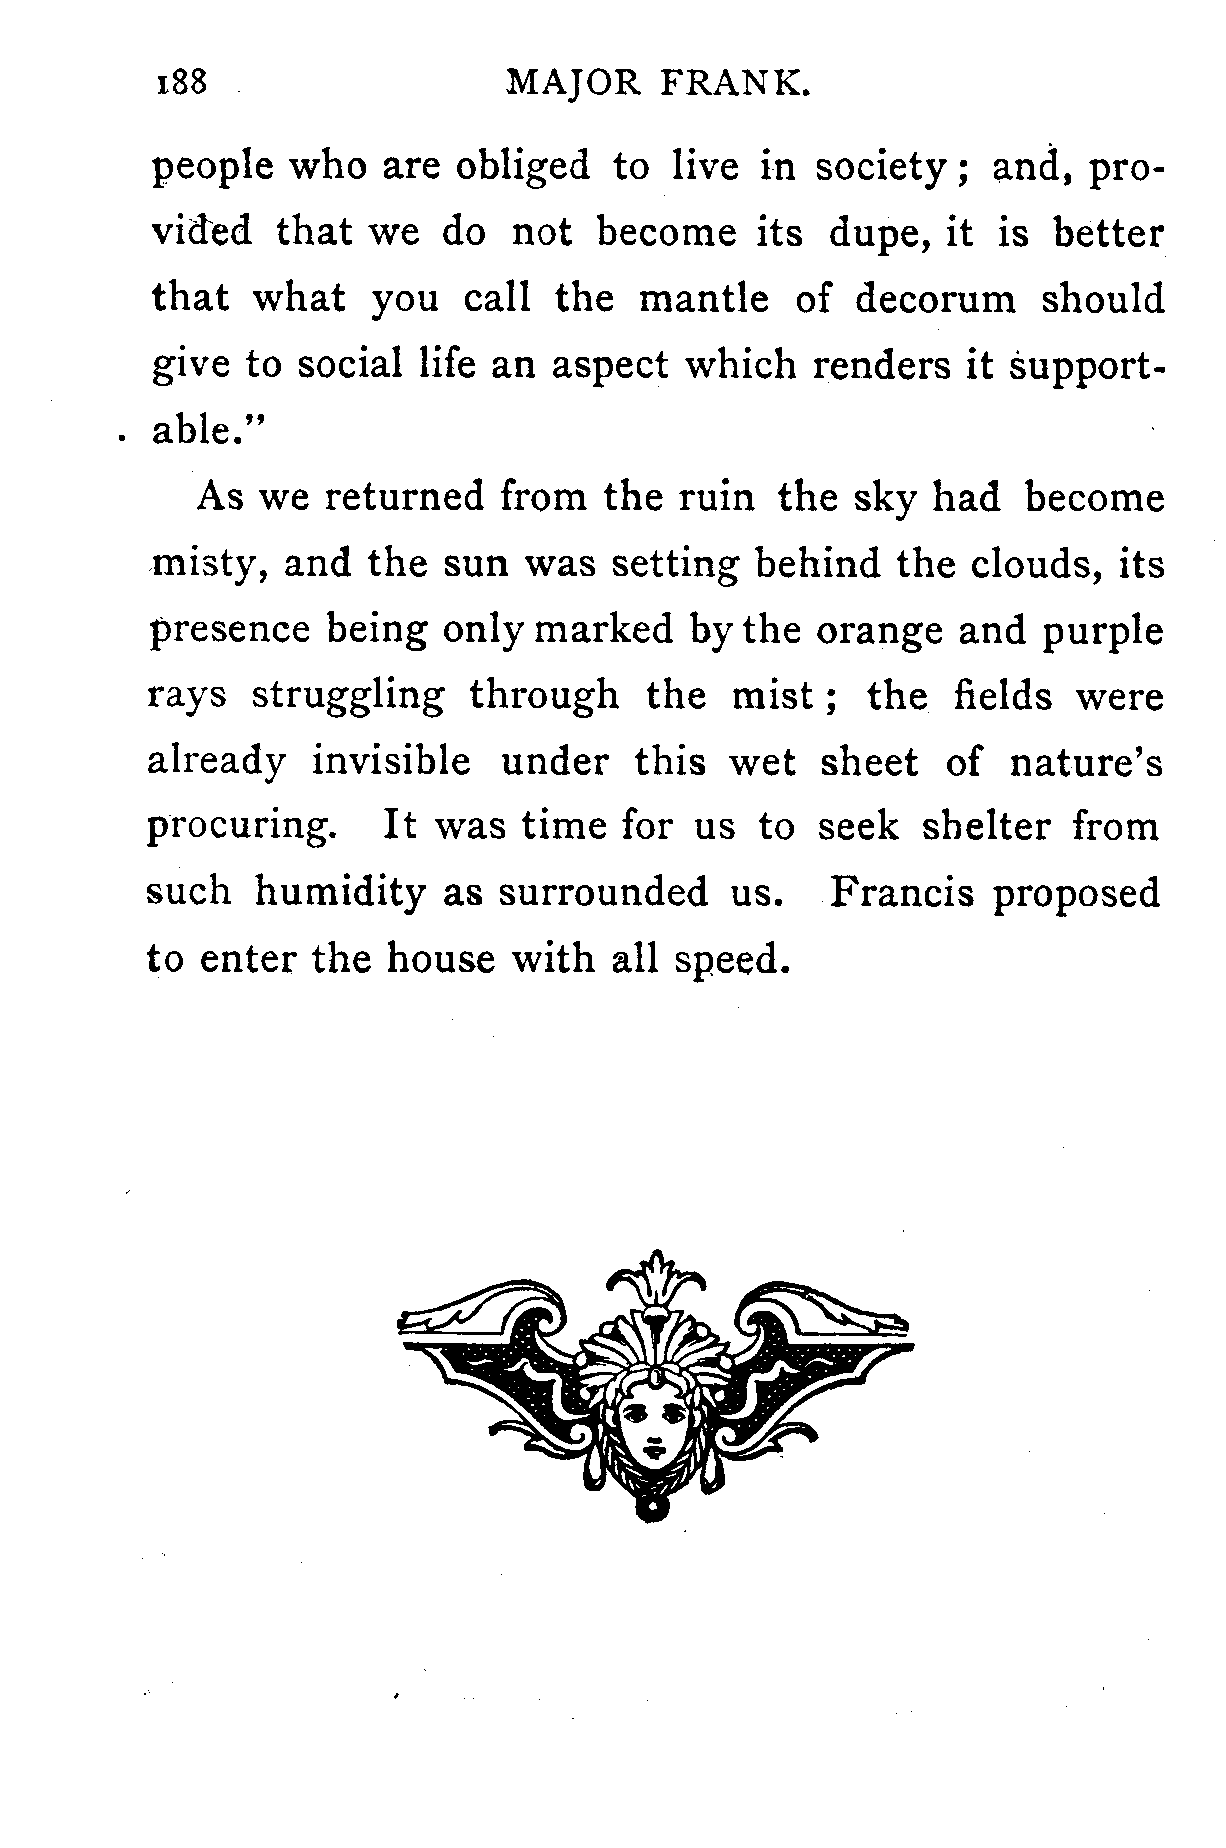 188 MAJOR FRANK.
people who are obliged to live in society ; and, pro-
vided that we do not become its dupe, it is better
that what you call the mantle of decorum should
give to social life an aspect which renders it support-
able."
As we returned from the ruin the sky had become
misty, and the sun was setting behind the clouds, its
presence being only marked by the orange and purple
rays struggling through the mist ; the fields were
already invisible under this wet sheet of nature's
procuring. It was time for us to seek shelter from
such humidity as surrounded us. Francis proposed
to enter the house with all speed.